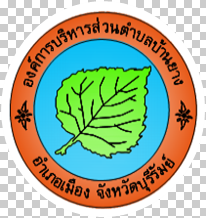 องค์การบริหารส่วนตำบลบ้านยาง
อำเภอเมือง จังหวัดบุรีรัมย์